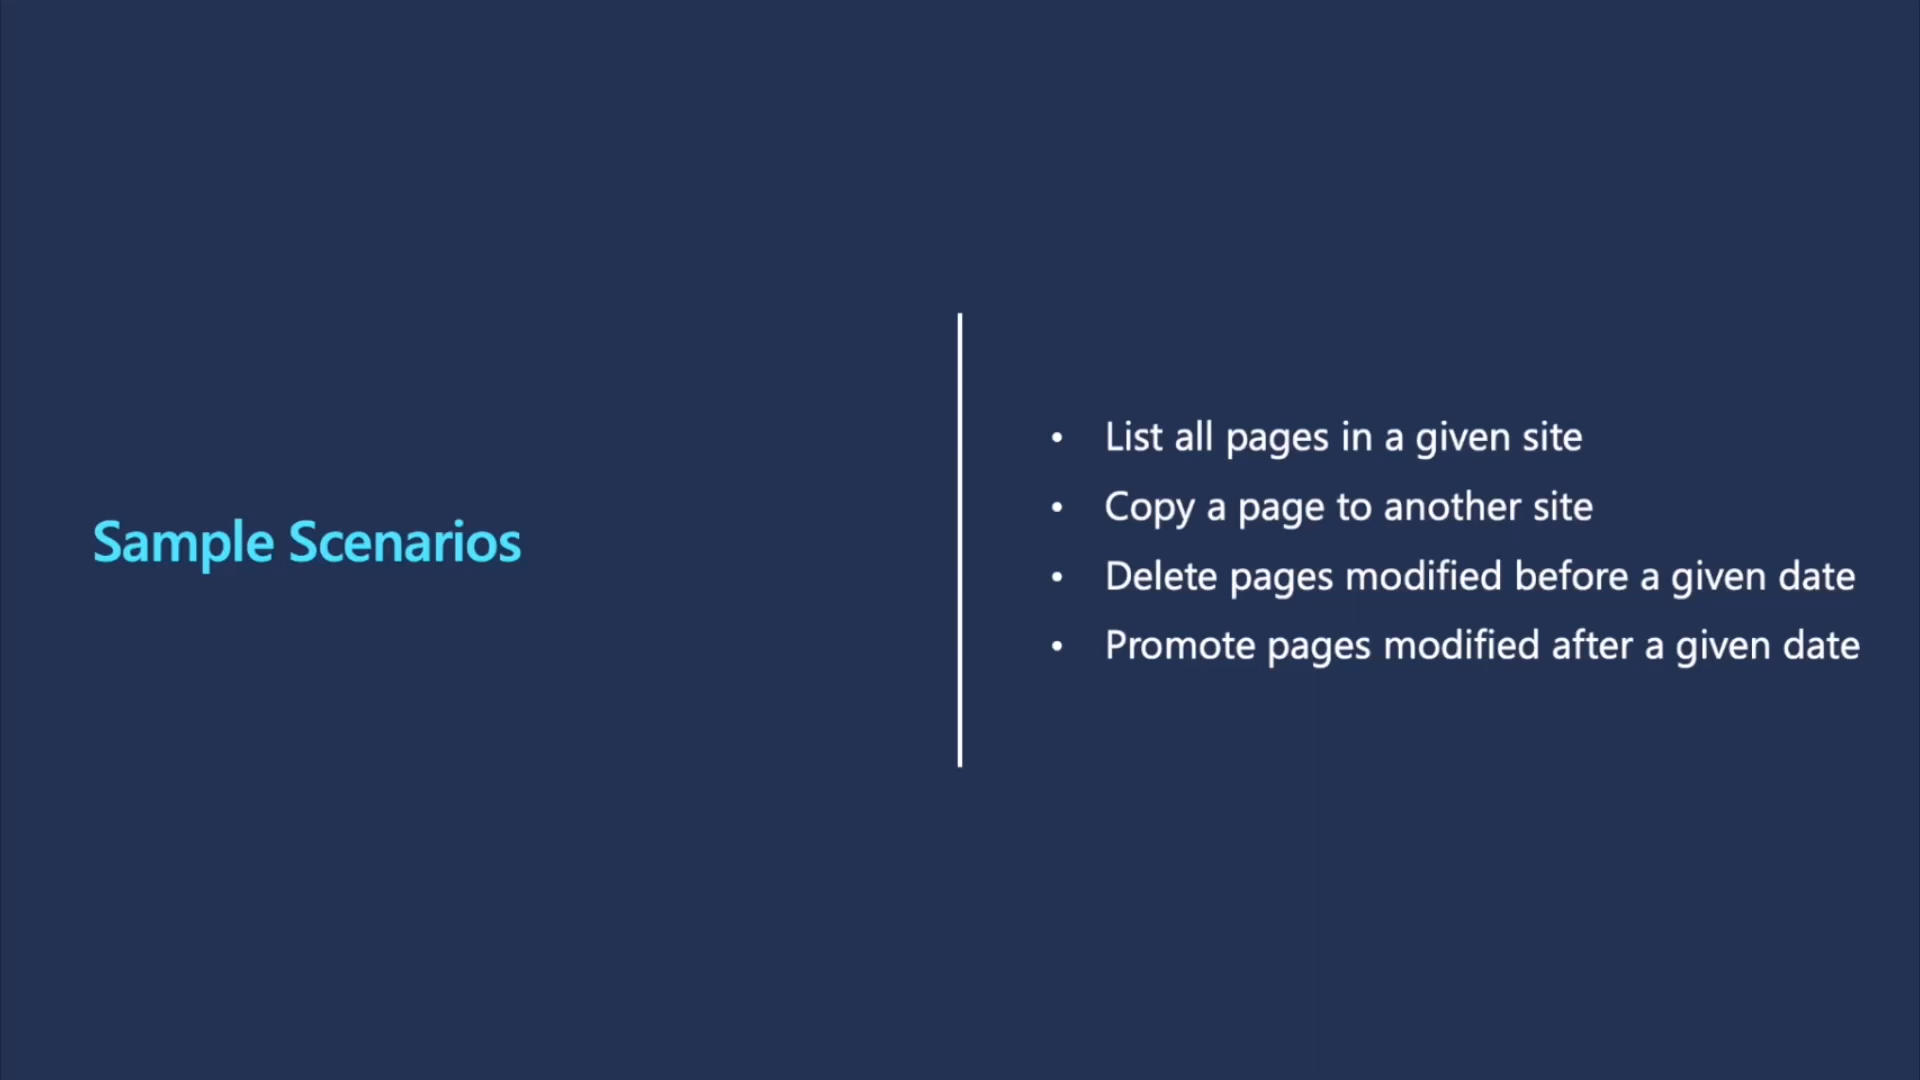 Sample Scenarios
• List all pages in a given site
• Copy a page to another site
• Delete pages modified before a given date
• Promote pages modified after a given date